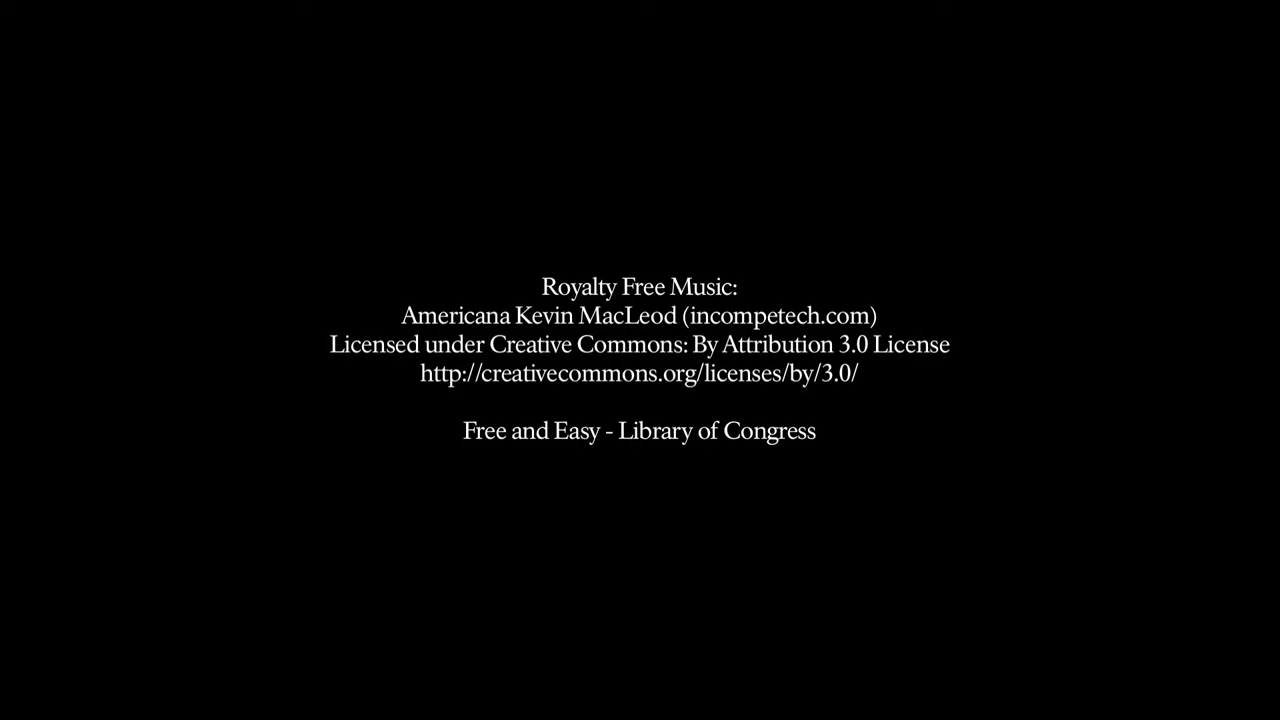 Royalty Free Music:
Americana Kevin MacLeod (incompetech.com)
Licensed under Creative Commons: By Attribution 3.0 License
http://creativecommons.org/licenses/by/3.0/
Free and Easy - Library of Congress